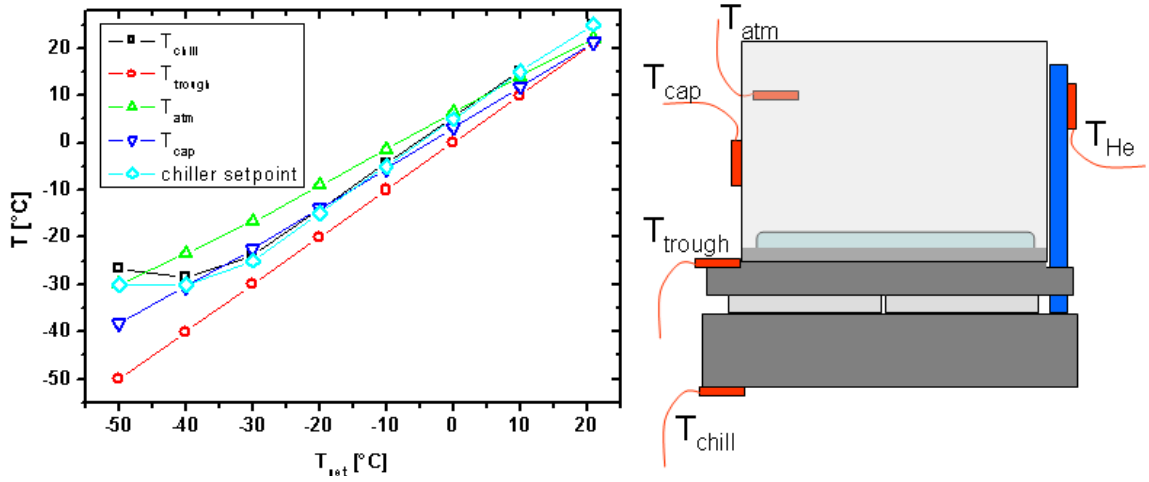 T_chill
T_trough
T_atm
T_cap
chiller setpoint
20
10
0
-10
-20
-30
-40
-50
T [°C]
-50 -40 -30 -20 -10 0 10 20
T_set [°C]
T_atm
T_cap
T_He
T_trough
T_chill